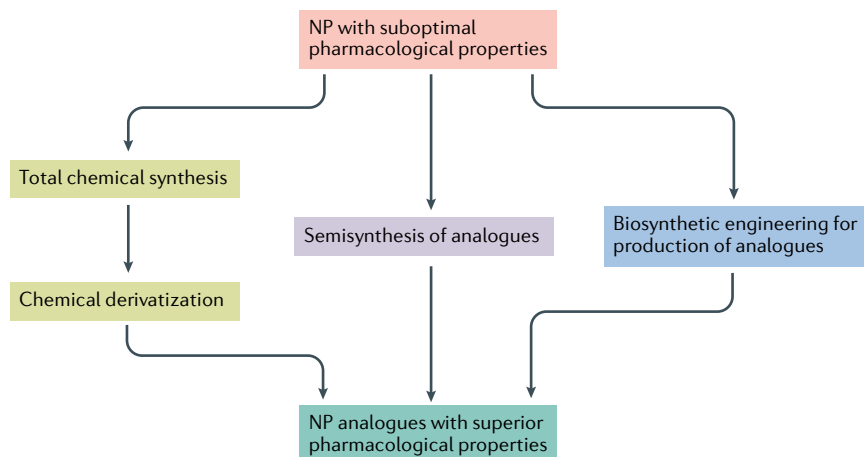 NP with suboptimal
pharmacological properties
Total chemical synthesis
Semisynthesis of analogues
Biosynthetic engineering for
production of analogues
Chemical derivatization
NP analogues with superior
pharmacological properties